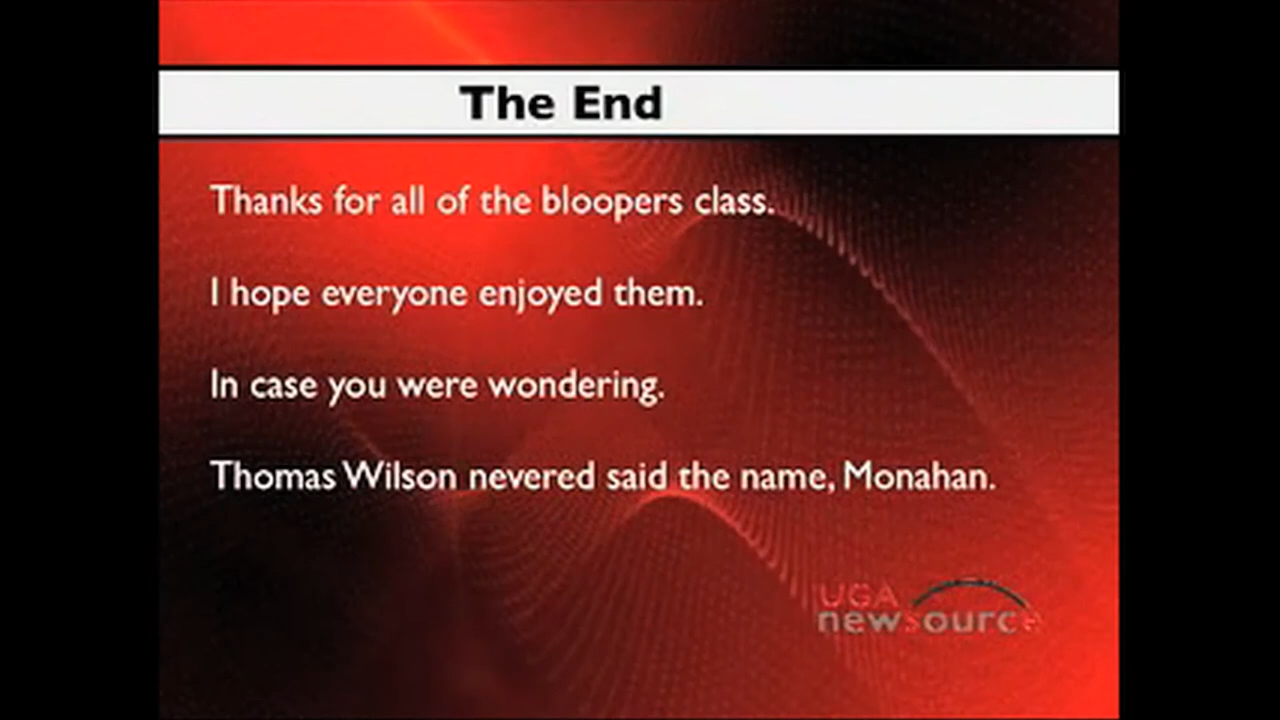 The End
Thanks for all of the bloopers class.
I hope everyone enjoyed them.
In case you were wondering.
Thomas Wilson nevered said the name, Monahan.
UGA
newsource